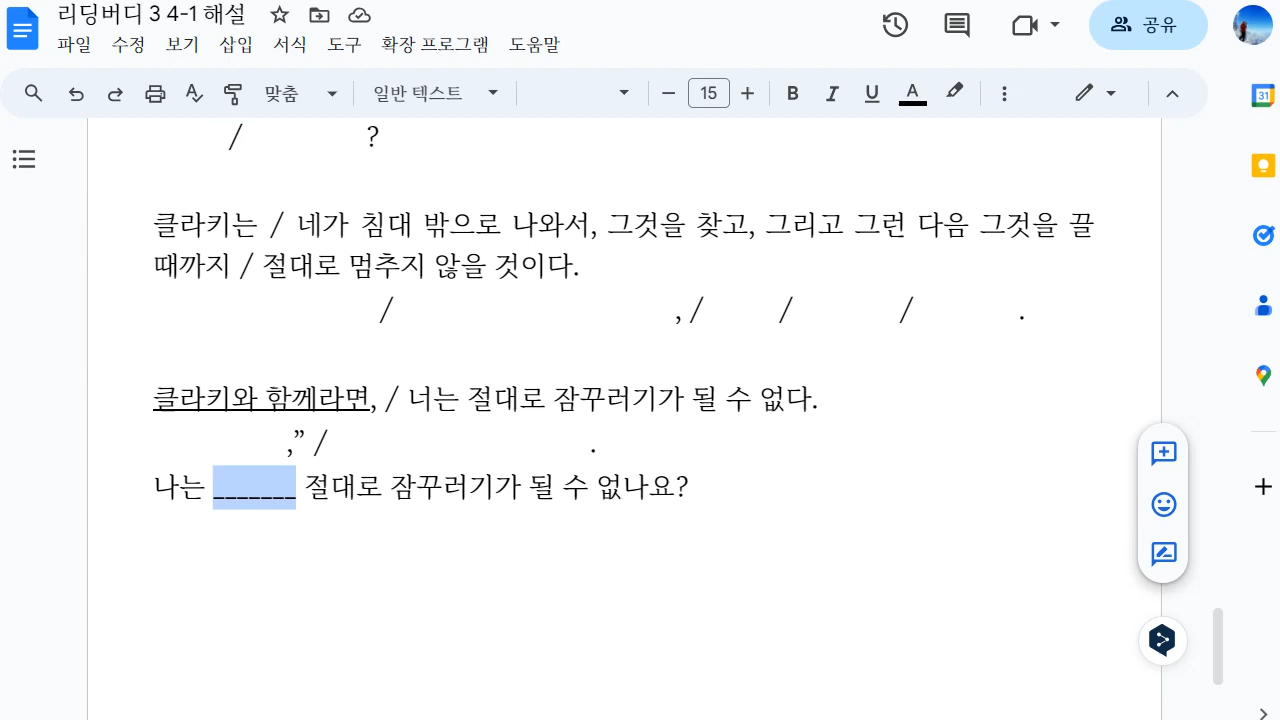 리딩버디 3 4-1 해설
파일 수정 보기 삽입 서식 도구 확장 프로그램 도움말
공유
맞춤 일반 텍스트 15 B I U A
31
/ ?
클라키는 / 네가 침대 밖으로 나와서, 그것을 찾고, 그리고 그런 다음 그것을 끌
때까지 / 절대로 멈추지 않을 것이다.
/ , / / / .
클라키와 함께라면, / 너는 절대로 잠꾸러기가 될 수 없다.
,” / .
나는 _______ 절대로 잠꾸러기가 될 수 없나요?